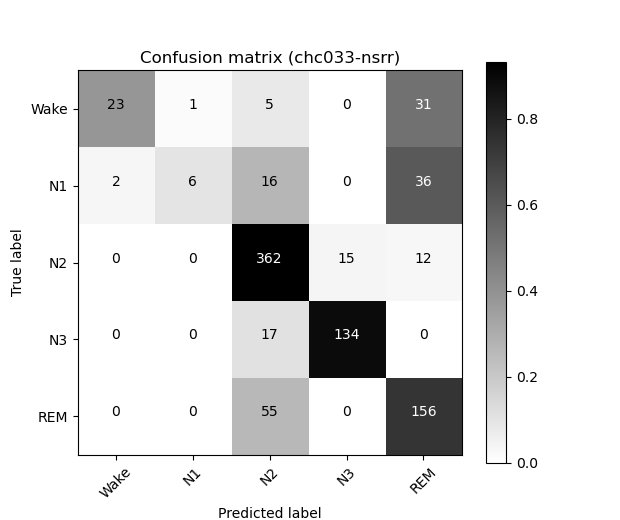 Confusion matrix (chc033-nsrr)
Wake 23 1 5 0 31
N1 2 6 16 0 36
N2 0 0 362 15 12
N3 0 0 17 134 0
REM 0 0 55 0 156
Wake N1 N2 N3 REM
True label
Predicted label
0.8
0.6
0.4
0.2
0.0